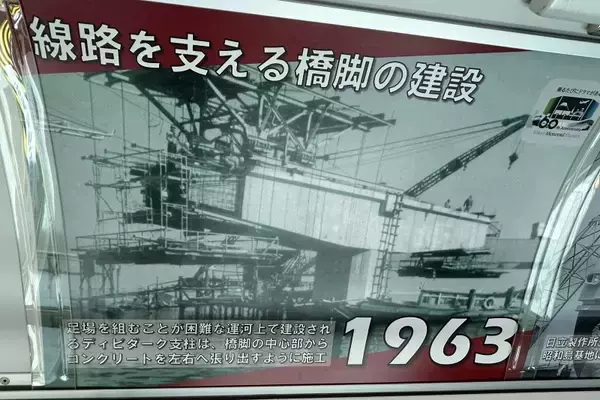 線路を支える橋脚の建設
60
足場を組むことが困難な運河上で建設され
るディビダーク支柱は、橋脚の中心部から
コンクリートを左右へ張り出すように施工
1963
日立製作所
昭和島基地に